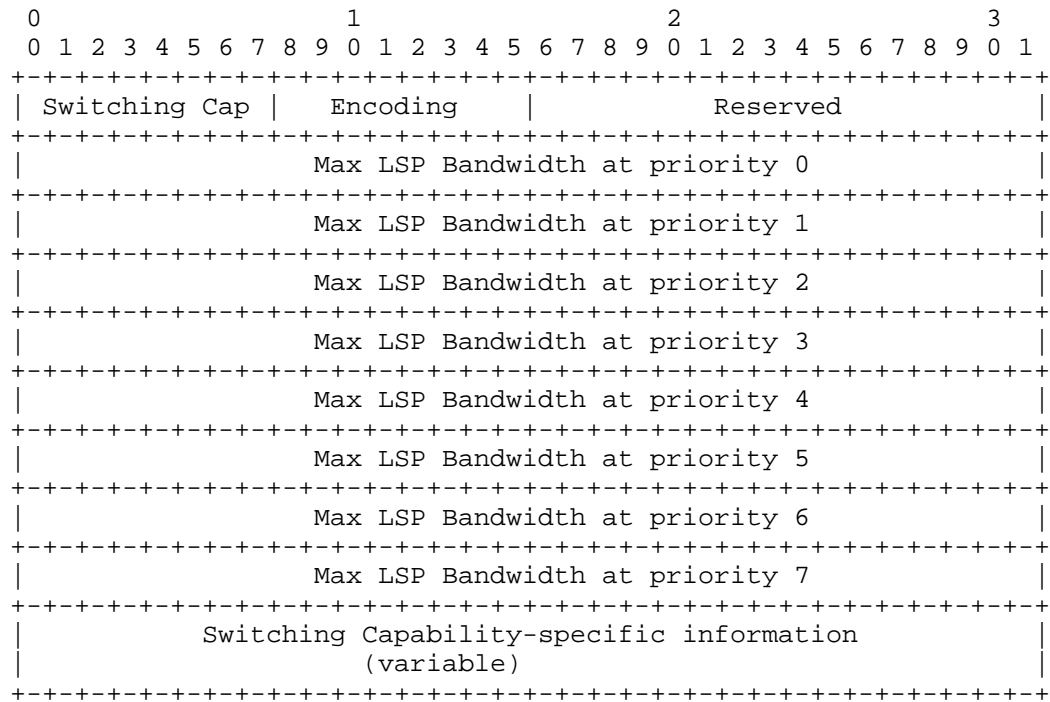 0                   1                   2                   3
 0 1 2 3 4 5 6 7 8 9 0 1 2 3 4 5 6 7 8 9 0 1 2 3 4 5 6 7 8 9 0 1
+-+-+-+-+-+-+-+-+-+-+-+-+-+-+-+-+-+-+-+-+-+-+-+-+-+-+-+-+-+-+-+-+
| Switching Cap |   Encoding    |           Reserved            |
+-+-+-+-+-+-+-+-+-+-+-+-+-+-+-+-+-+-+-+-+-+-+-+-+-+-+-+-+-+-+-+-+
|                  Max LSP Bandwidth at priority 0              |
+-+-+-+-+-+-+-+-+-+-+-+-+-+-+-+-+-+-+-+-+-+-+-+-+-+-+-+-+-+-+-+-+
|                  Max LSP Bandwidth at priority 1              |
+-+-+-+-+-+-+-+-+-+-+-+-+-+-+-+-+-+-+-+-+-+-+-+-+-+-+-+-+-+-+-+-+
|                  Max LSP Bandwidth at priority 2              |
+-+-+-+-+-+-+-+-+-+-+-+-+-+-+-+-+-+-+-+-+-+-+-+-+-+-+-+-+-+-+-+-+
|                  Max LSP Bandwidth at priority 3              |
+-+-+-+-+-+-+-+-+-+-+-+-+-+-+-+-+-+-+-+-+-+-+-+-+-+-+-+-+-+-+-+-+
|                  Max LSP Bandwidth at priority 4              |
+-+-+-+-+-+-+-+-+-+-+-+-+-+-+-+-+-+-+-+-+-+-+-+-+-+-+-+-+-+-+-+-+
|                  Max LSP Bandwidth at priority 5              |
+-+-+-+-+-+-+-+-+-+-+-+-+-+-+-+-+-+-+-+-+-+-+-+-+-+-+-+-+-+-+-+-+
|                  Max LSP Bandwidth at priority 6              |
+-+-+-+-+-+-+-+-+-+-+-+-+-+-+-+-+-+-+-+-+-+-+-+-+-+-+-+-+-+-+-+-+
|                  Max LSP Bandwidth at priority 7              |
+-+-+-+-+-+-+-+-+-+-+-+-+-+-+-+-+-+-+-+-+-+-+-+-+-+-+-+-+-+-+-+-+
|           Switching Capability-specific information           |
|                     (variable)                                |
+-+-+-+-+-+-+-+-+-+-+-+-+-+-+-+-+-+-+-+-+-+-+-+-+-+-+-+-+-+-+-+-+